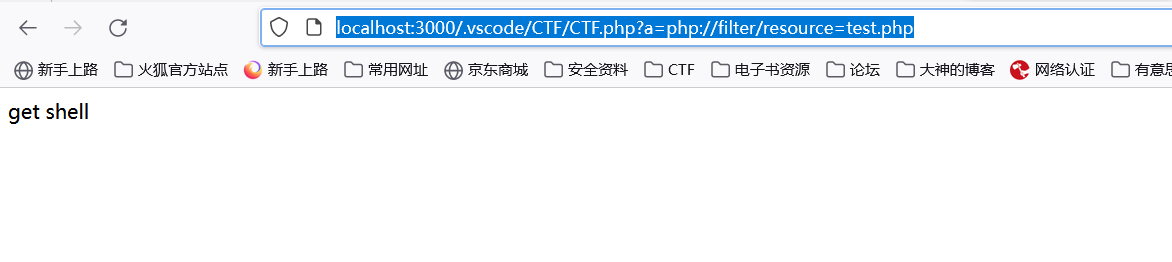 localhost:3000/.vscode/CTF/CTF.php?a=php://filter/resource=test.php
新手上路 火狐官方站点 新手上路 常用网址 京东商城 安全资料 CTF 电子书资源 论坛 大神的博客 网络认证 有意思
get shell